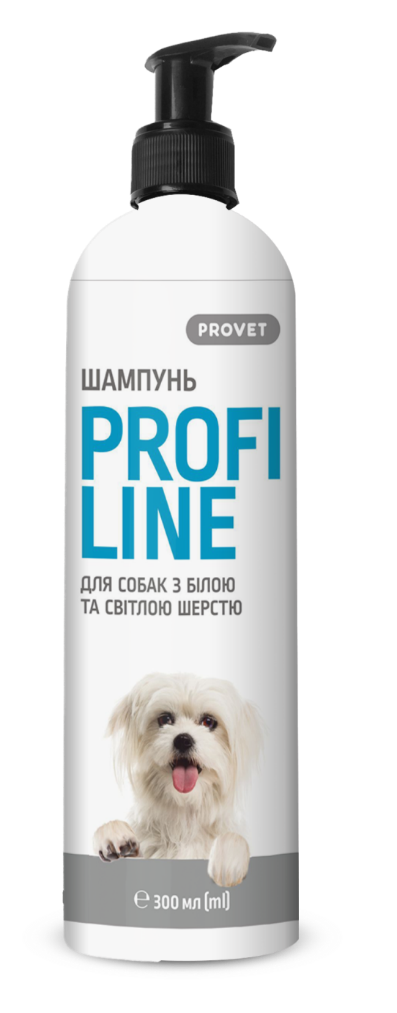 PROVET
ШАМПУНЬ
PROFI
LINE
ДЛЯ СОБАК З БІЛОЮ
ТА СВІТЛОЮ ШЕРСТЮ
℮ 300 мл (ml)